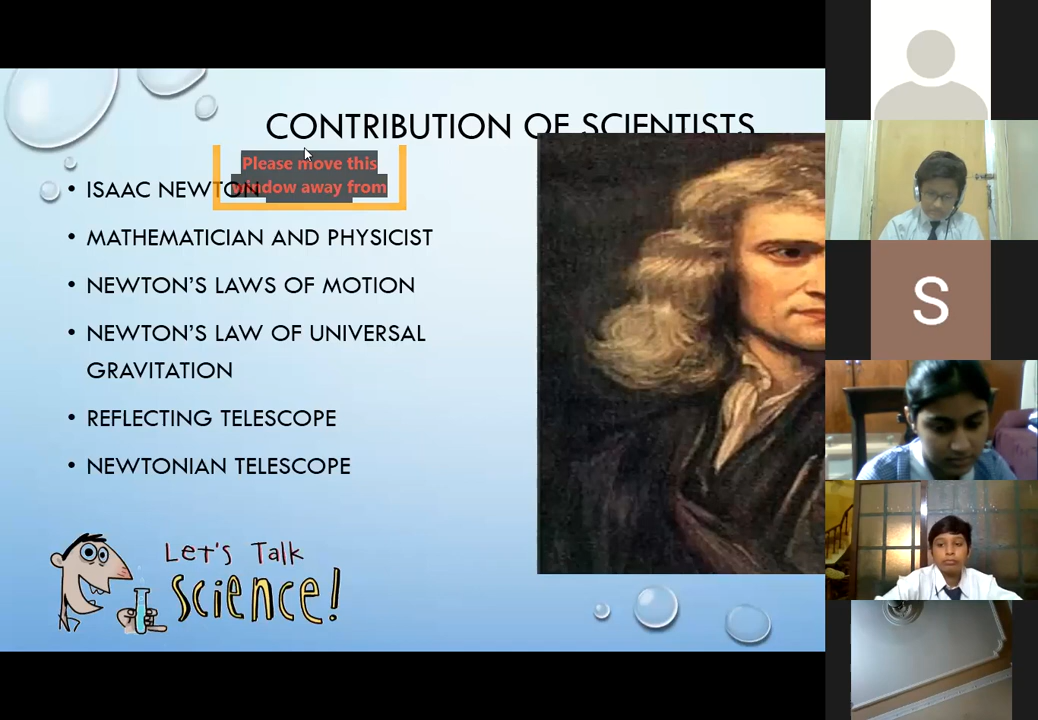 CONTRIBUTION OF SCIENTISTS
Please move this
window away from
• ISAAC NEWTON
• MATHEMATICIAN AND PHYSICIST
• NEWTON’S LAWS OF MOTION
• NEWTON’S LAW OF UNIVERSAL
GRAVITATION
• REFLECTING TELESCOPE
• NEWTONIAN TELESCOPE
Let's Talk
Science!
S